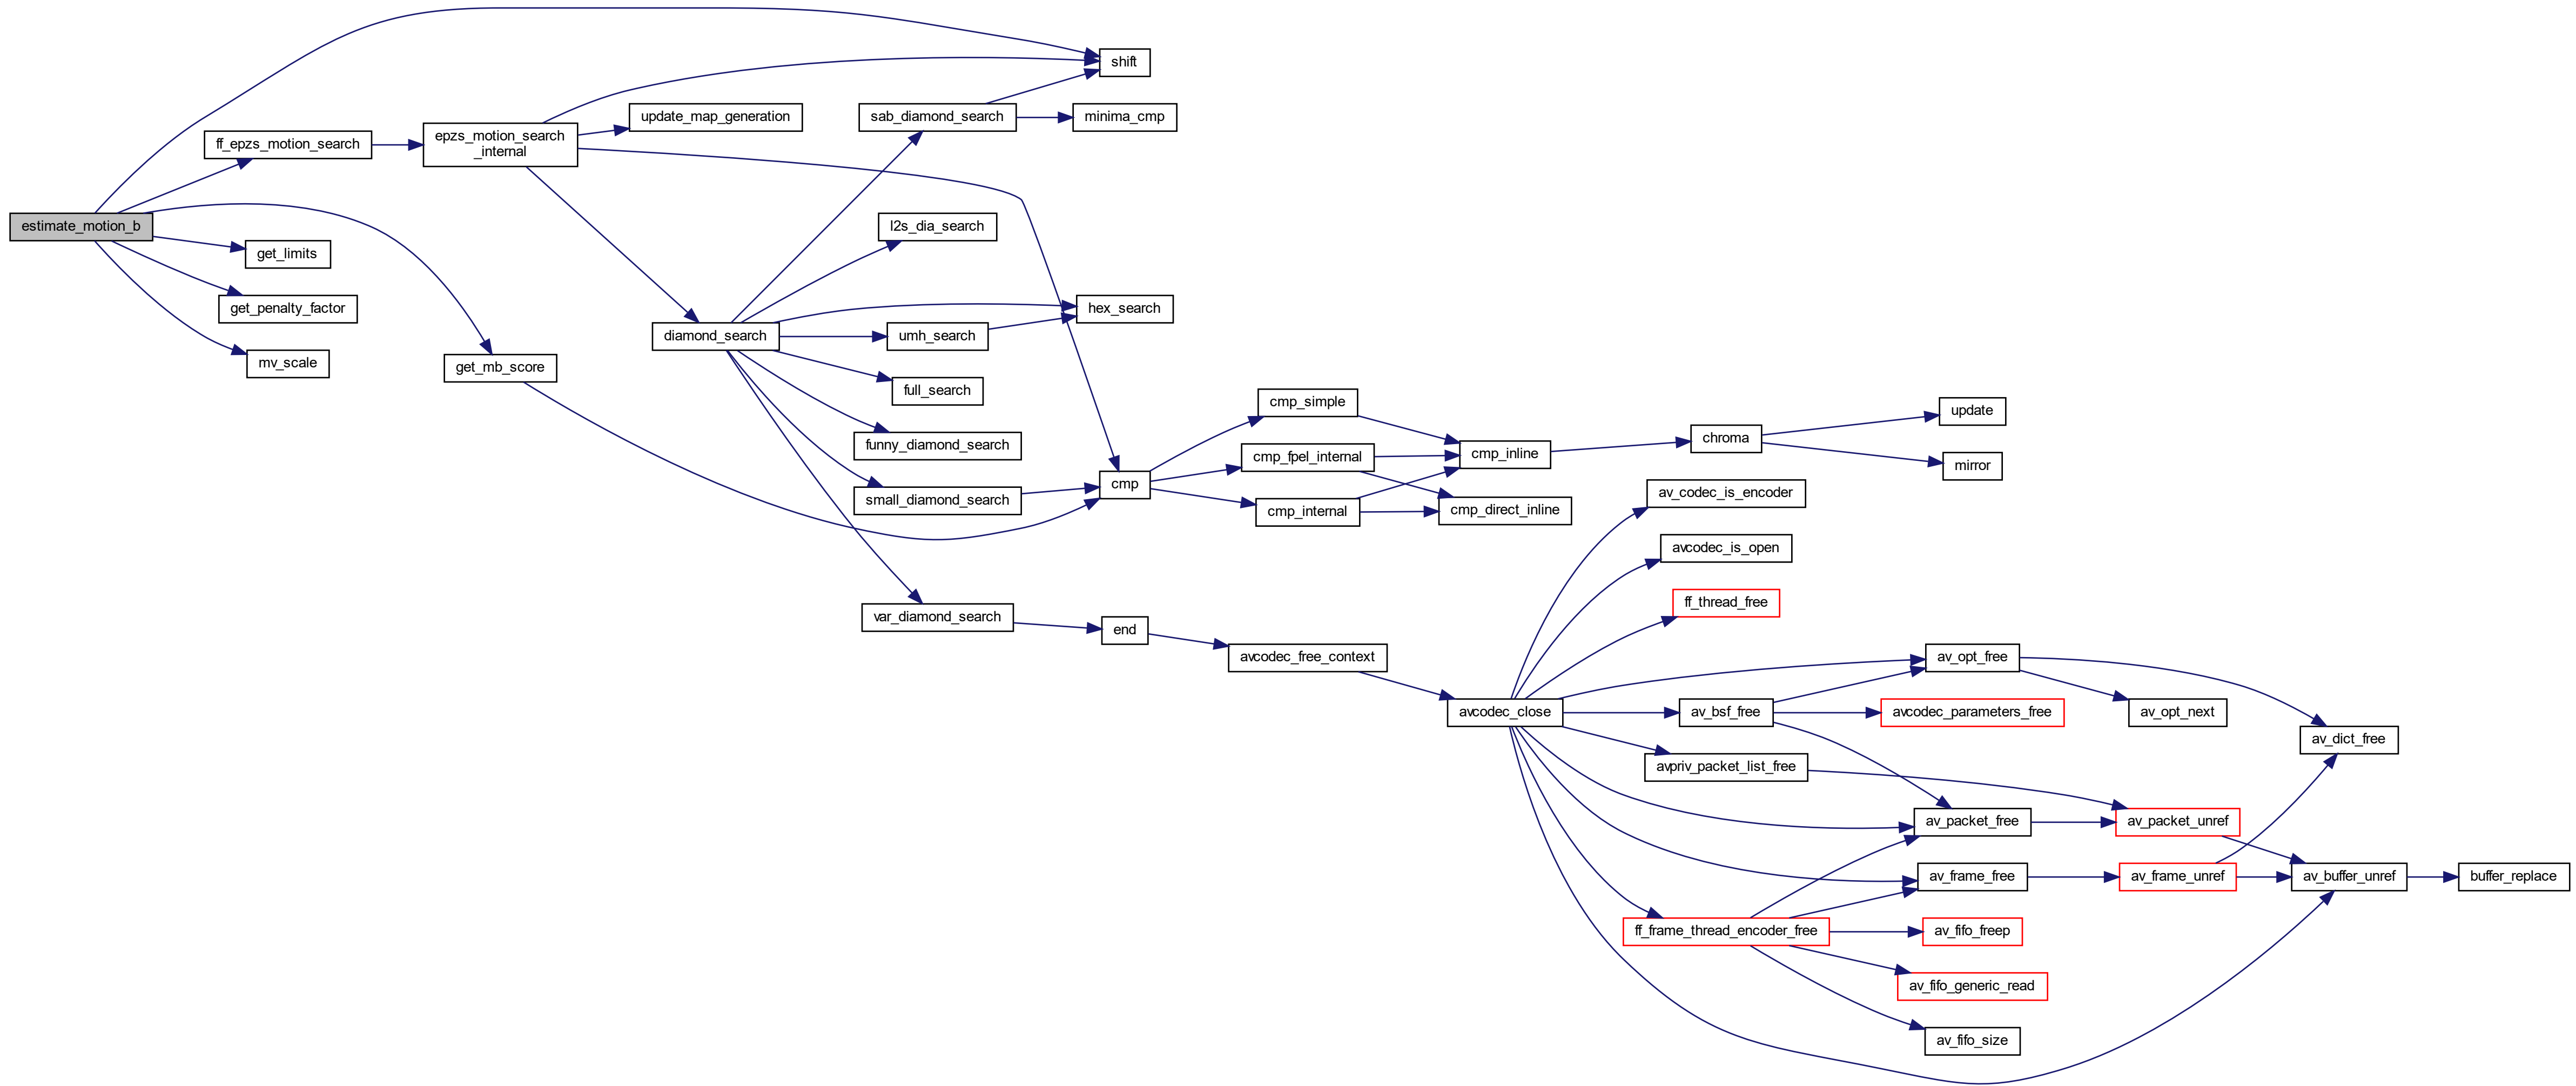 estimate_motion_b
ff_epzs_motion_search
get_limits
get_penalty_factor
mv_scale
epzs_motion_search
_internal
get_mb_score
update_map_generation
diamond_search
sab_diamond_search
l2s_dia_search
umh_search
full_search
funny_diamond_search
small_diamond_search
var_diamond_search
shift
minima_cmp
hex_search
cmp
end
cmp_simple
cmp_fpel_internal
cmp_internal
avcodec_free_context
cmp_inline
cmp_direct_inline
avcodec_close
chroma
av_codec_is_encoder
avcodec_is_open
ff_thread_free
av_bsf_free
avpriv_packet_list_free
ff_frame_thread_encoder_free
update
mirror
av_opt_free
avcodec_parameters_free
av_packet_free
av_frame_free
av_fifo_freep
av_fifo_generic_read
av_fifo_size
av_opt_next
av_packet_unref
av_frame_unref
av_dict_free
av_buffer_unref
buffer_replace